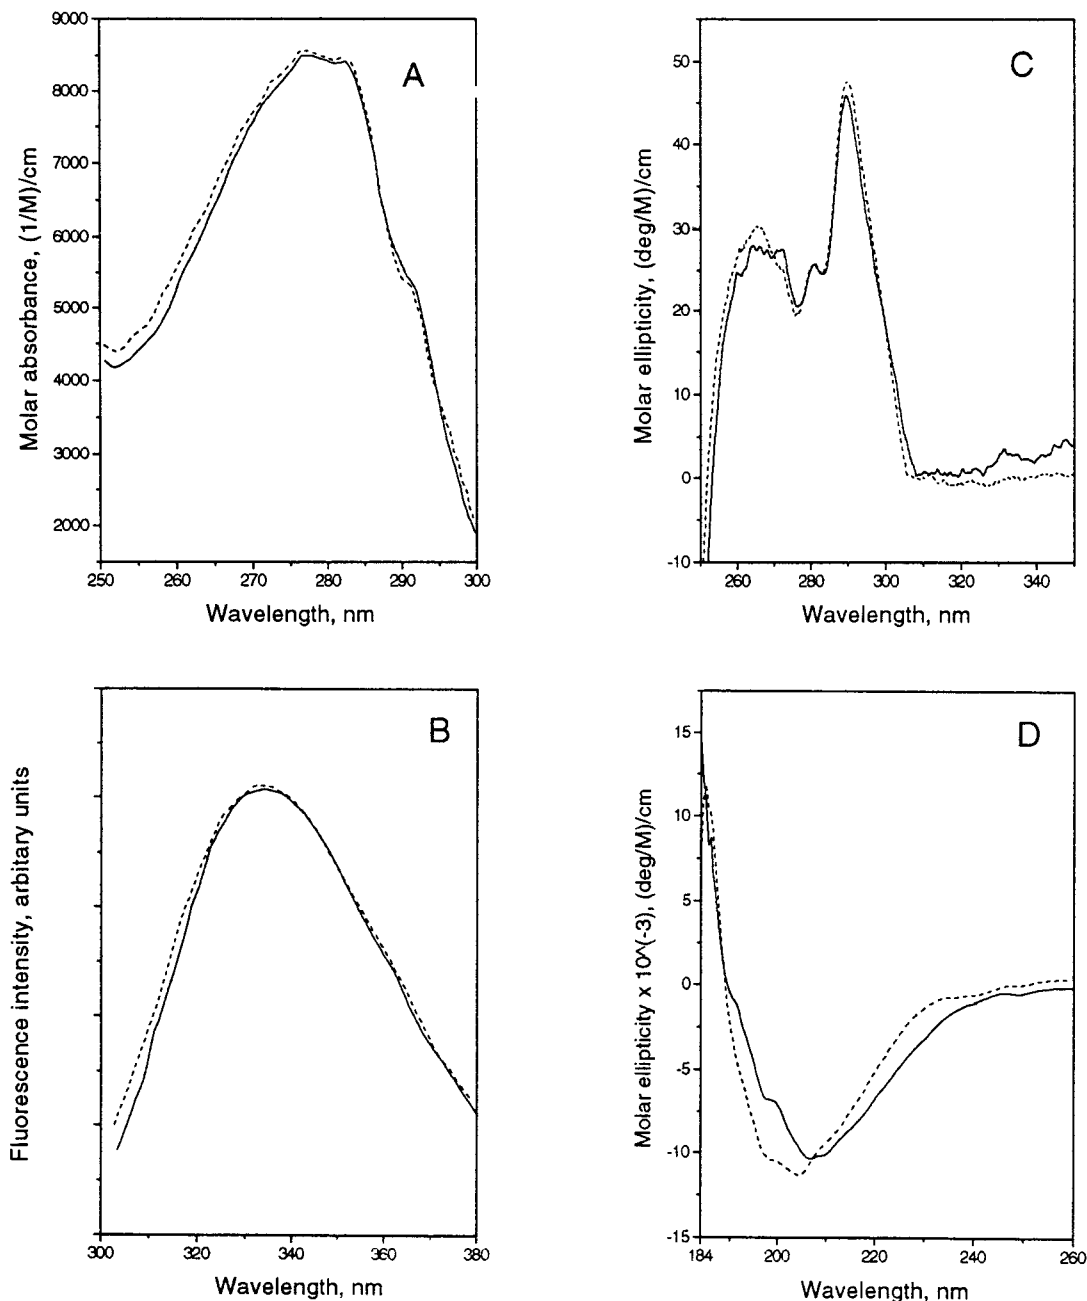 A
9000
8000
7000
6000
5000
4000
3000
2000
Molar absorbance, (1/M)/cm
250 260 270 280 290 300
Wavelength, nm
C
50
40
30
20
10
0
-10
Molar ellipticity, (deg/M)/cm
260 280 300 320 340
Wavelength, nm
B
Fluorescence intensity, arbitary units
300 320 340 360 380
Wavelength, nm
D
15
10
5
0
-5
-10
-15
Molar ellipticity x 10^(-3), (deg/M)/cm
184 200 220 240 260
Wavelength, nm